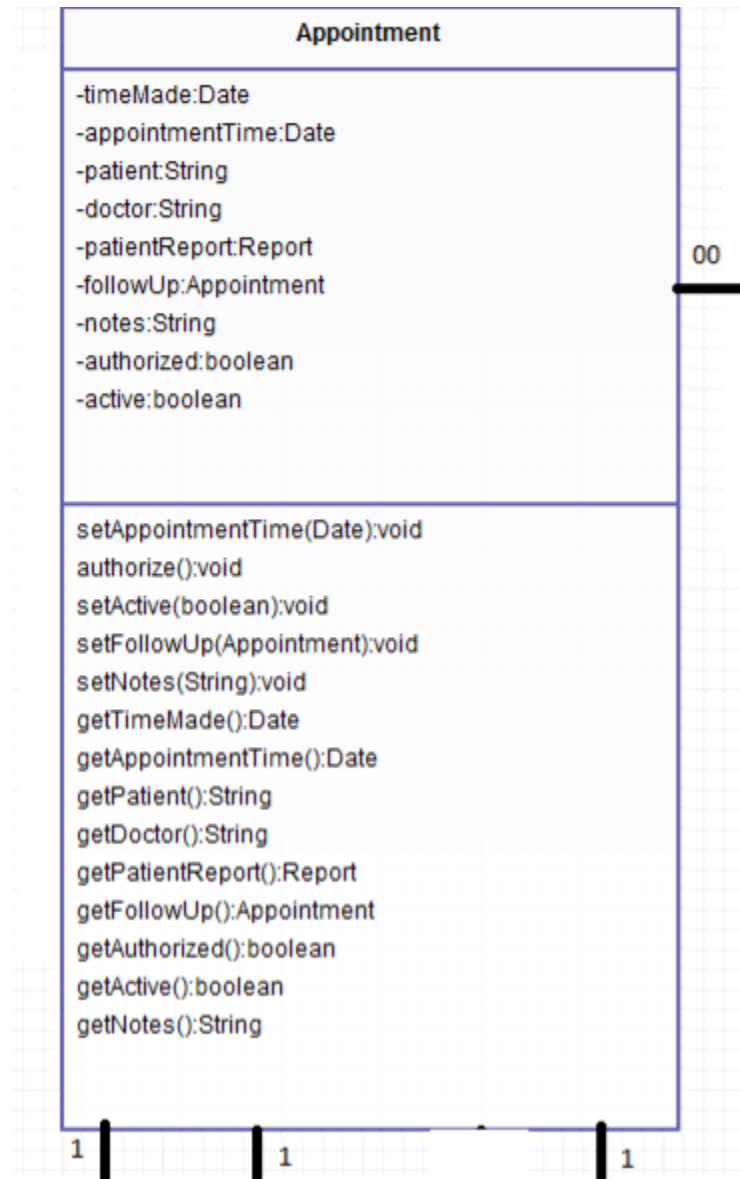 Appointment
-timeMade:Date
-appointmentTime:Date
-patient:String
-doctor:String
-patientReport:Report
00
-followUp:Appointment
-notes:String
-authorized:boolean
-active:boolean
setAppointmentTime(Date):void
authorize():void
setActive(boolean):void
setFollowUp(Appointment):void
setNotes(String):void
getTimeMade():Date
getAppointmentTime():Date
getPatient():String
getDoctor():String
getPatientReport():Report
getFollowUp():Appointment
getAuthorized():boolean
getActive():boolean
getNotes():String
1
1
1